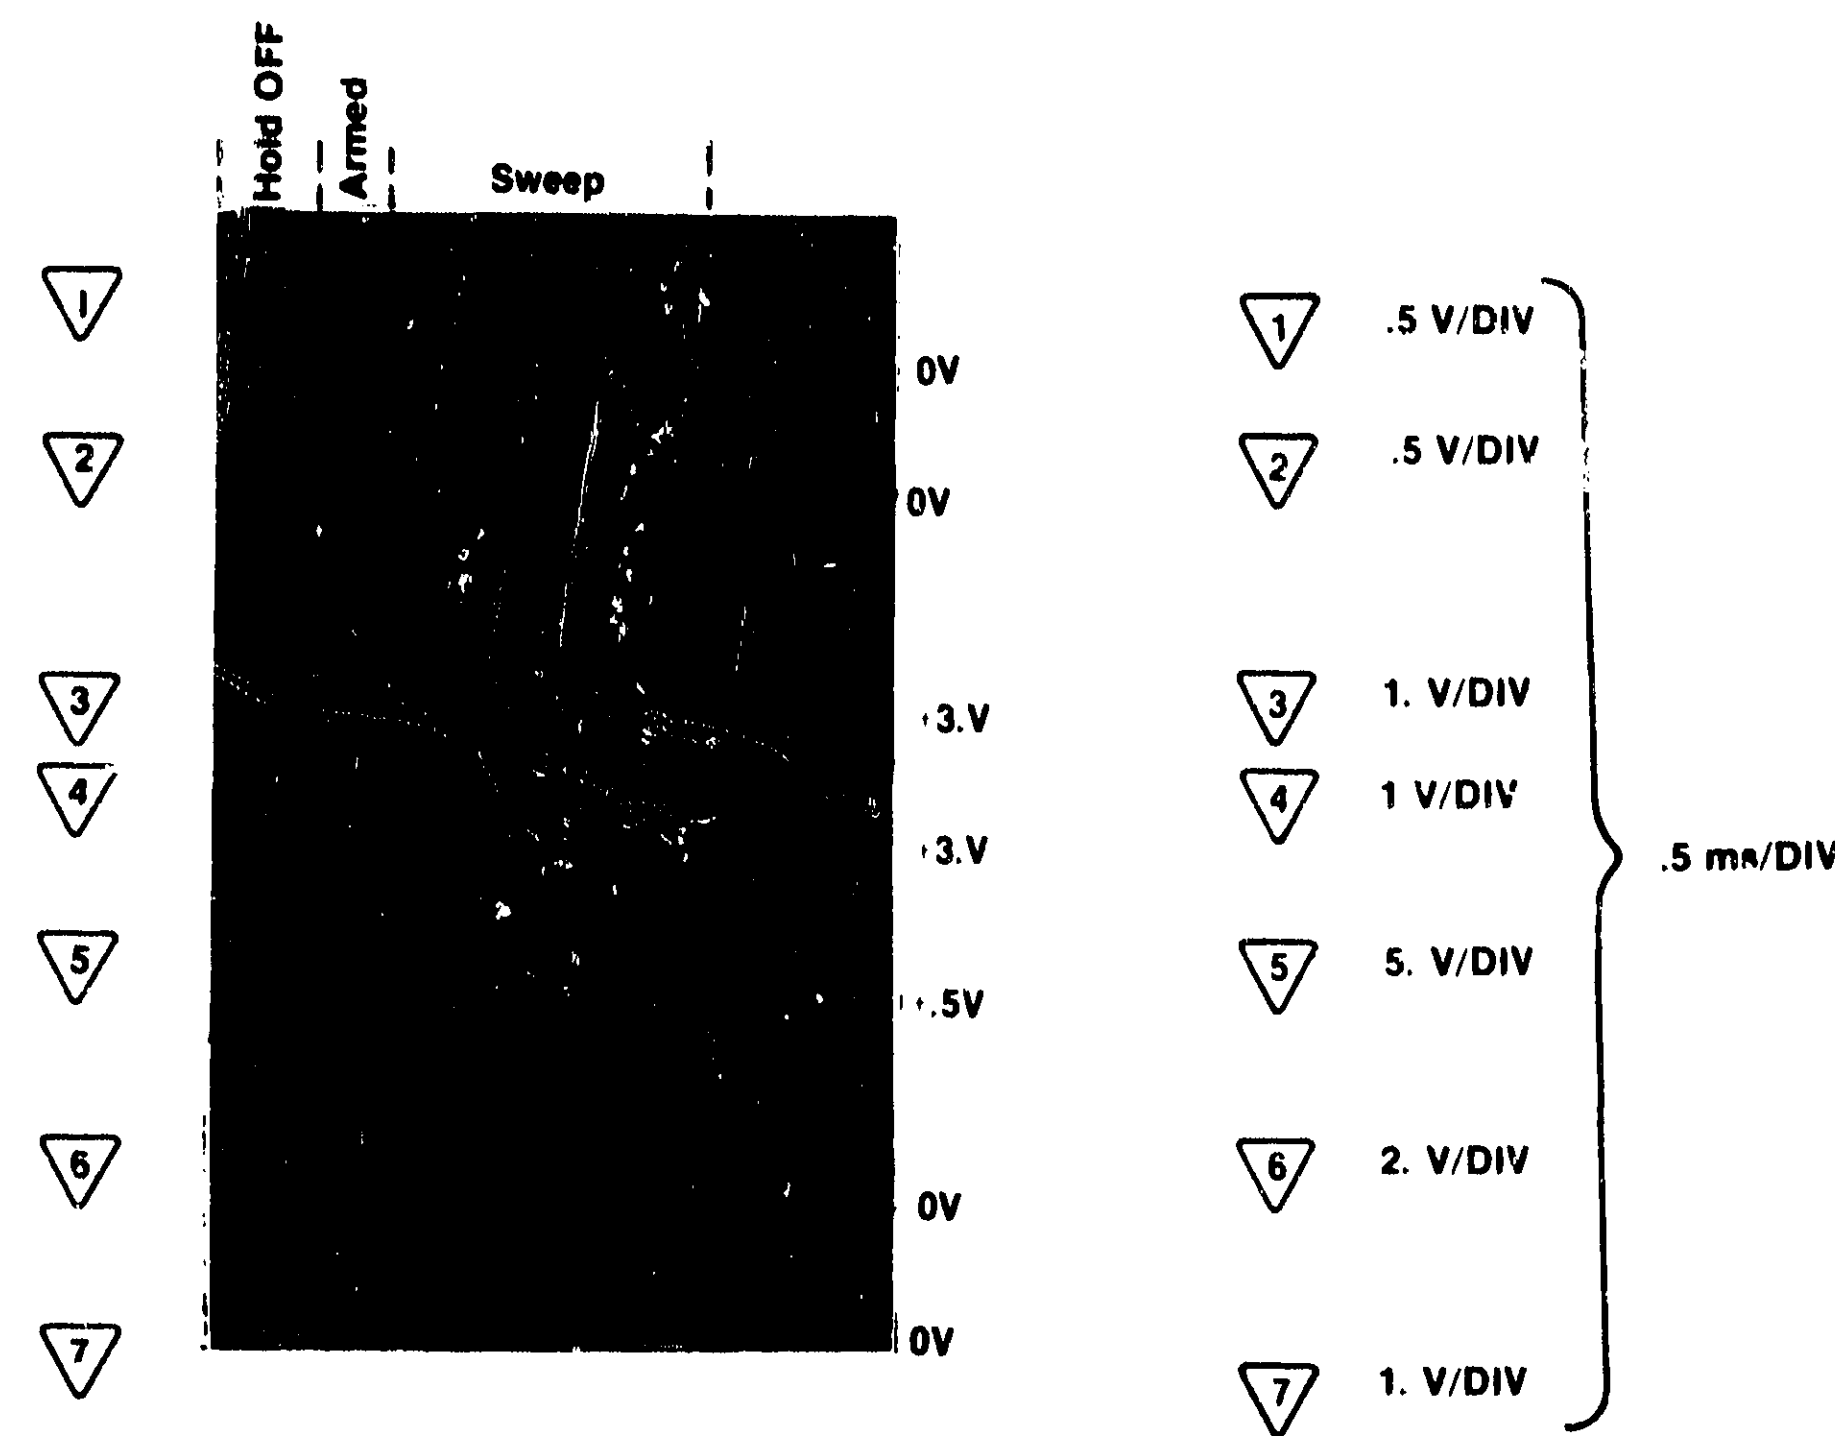 Hold OFF
Armed
Sweep
1
2
3
4
5
6
7
0V
0V
+3.V
+3.V
+.5V
0V
0V
1 .5 V/DIV
2 .5 V/DIV
3 1. V/DIV
4 1 V/DIV
5 5. V/DIV
6 2. V/DIV
7 1. V/DIV
.5 ms/DIV